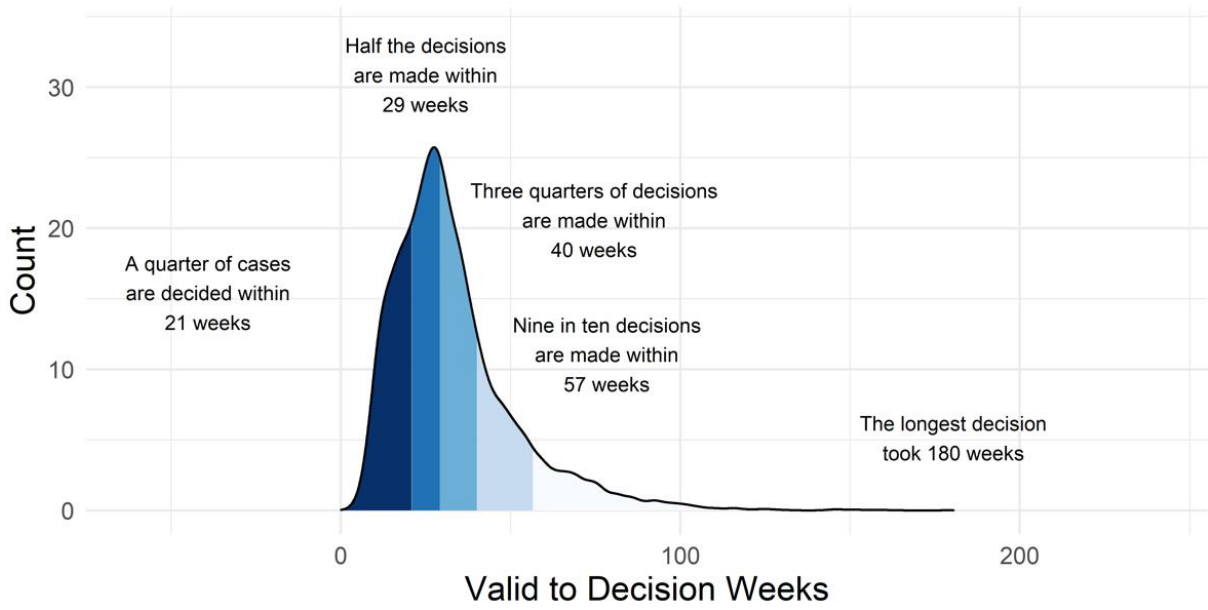 Half the decisions
are made within
29 weeks
Three quarters of decisions
are made within
40 weeks
A quarter of cases
are decided within
21 weeks
Nine in ten decisions
are made within
57 weeks
The longest decision
took 180 weeks
Count
30
20
10
0
0 100 200
Valid to Decision Weeks